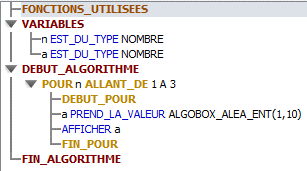 FONCTIONS_UTILISEES
VARIABLES
n EST_DU_TYPE NOMBRE
a EST_DU_TYPE NOMBRE
DEBUT_ALGORITHME
POUR n ALLANT_DE 1 A 3
DEBUT_POUR
a PREND_LA_VALEUR ALGOBOX_ALEA_ENT(1,10)
AFFICHER a
FIN_POUR
FIN_ALGORITHME